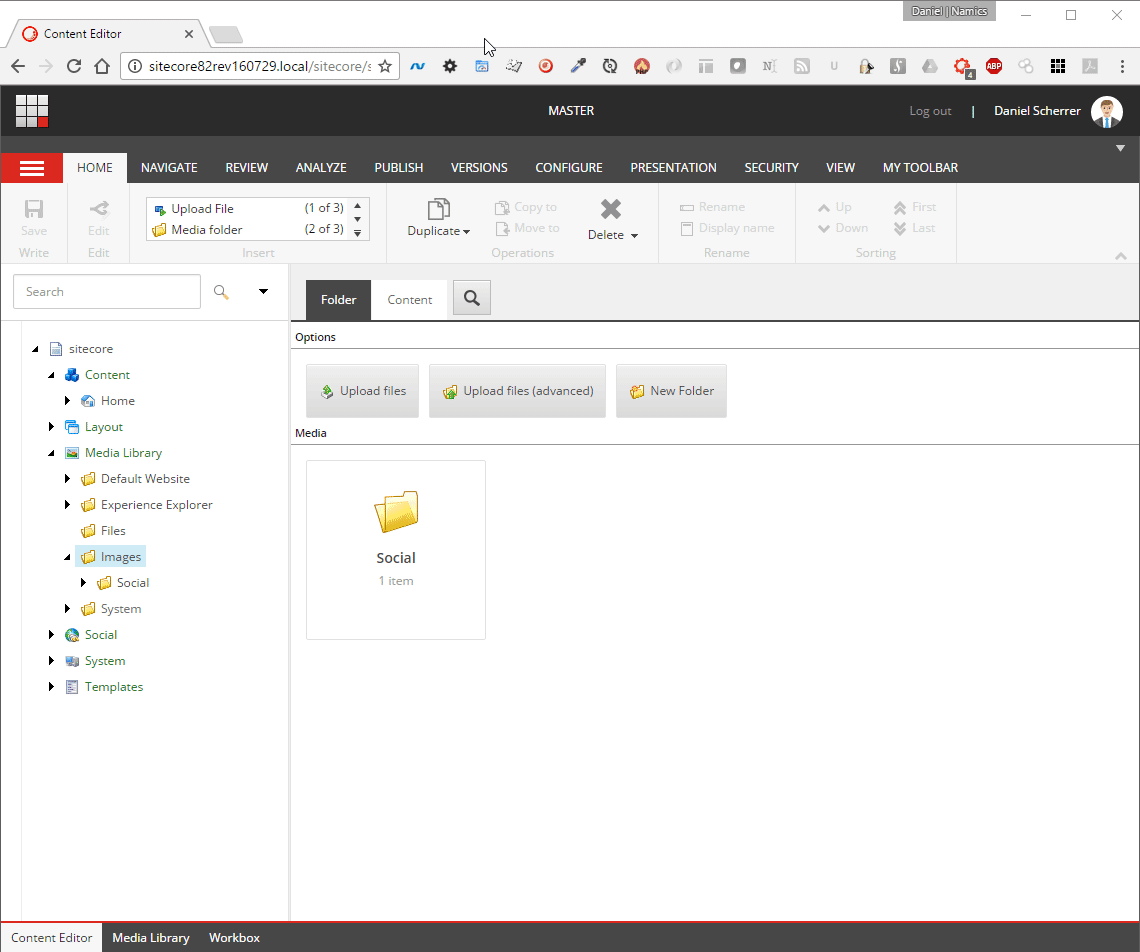 Daniel | Namics
Content Editor
sitecore82rev160729.local/sitecore/s
4
ABP
MASTER
Log out | Daniel Scherrer
HOME NAVIGATE REVIEW ANALYZE PUBLISH VERSIONS CONFIGURE PRESENTATION SECURITY VIEW MY TOOLBAR
Save
Write
Edit
Edit
Upload File (1 of 3)
Media folder (2 of 3)
Insert
Duplicate
Copy to
Move to
Delete
Operations
Rename
Display name
Rename
Up First
Down Last
Sorting
Search
Folder Content
Options
Upload files Upload files (advanced) New Folder
Media
Social
1 item
sitecore
Content
Home
Layout
Media Library
Default Website
Experience Explorer
Files
Images
Social
System
Social
System
Templates
Content Editor Media Library Workbox